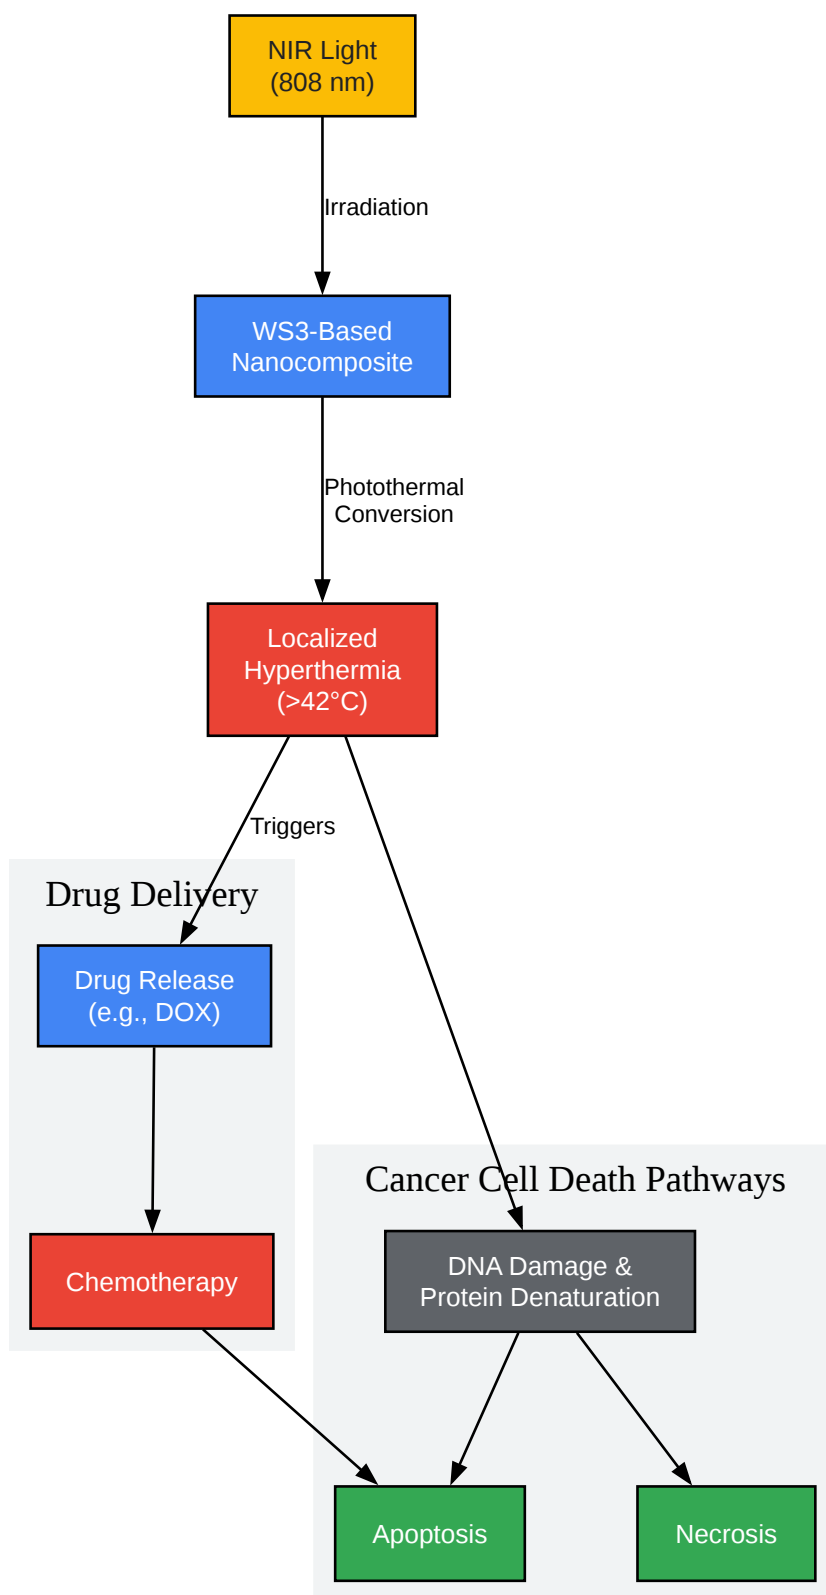 NIR Light
(808 nm)
Irradiation
WS3-Based
Nanocomposite
Photothermal
Conversion
Localized
Hyperthermia
(>42°C)
Triggers
Drug Delivery
Drug Release
(e.g., DOX)
Cancer Cell Death Pathways
Chemotherapy
DNA Damage &
Protein Denaturation
Apoptosis
Necrosis